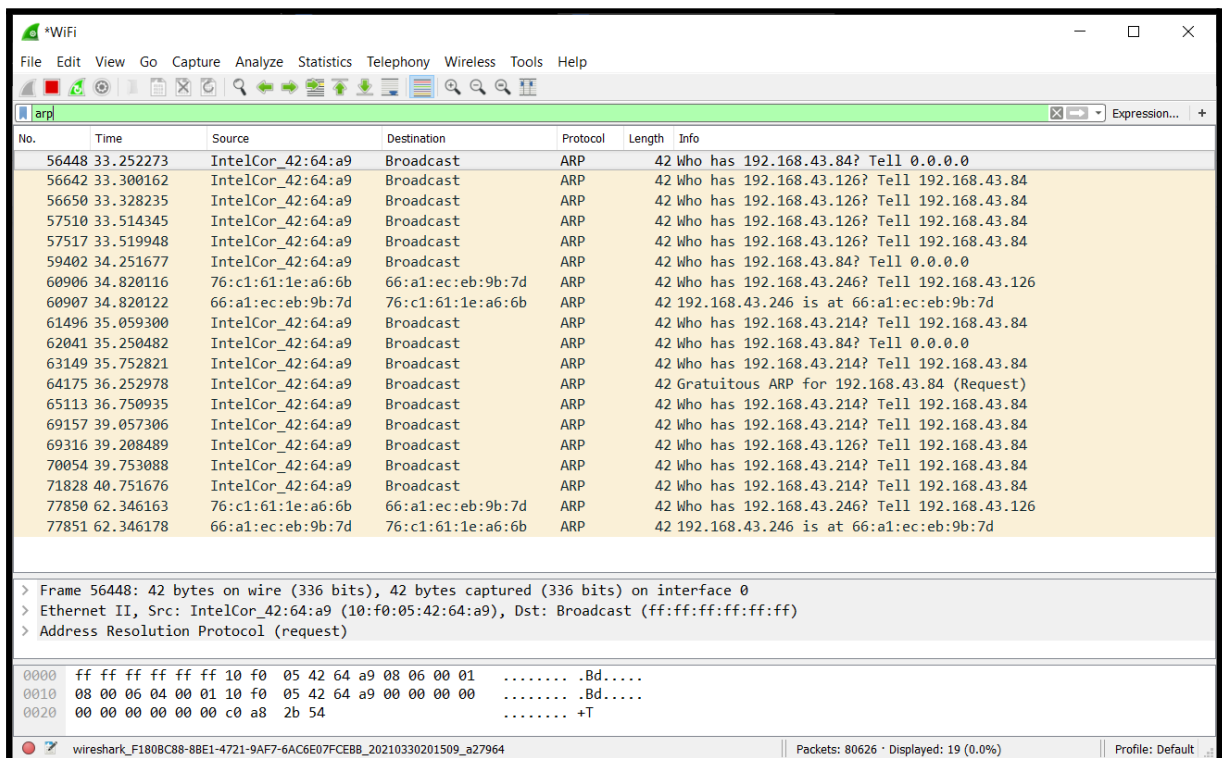 *WiFi
File Edit View Go Capture Analyze Statistics Telephony Wireless Tools Help
arp Expression... +
No. Time Source Destination Protocol Length Info
56448 33.252273 IntelCor_42:64:a9 Broadcast ARP 42 Who has 192.168.43.84? Tell 0.0.0.0
56642 33.300162 IntelCor_42:64:a9 Broadcast ARP 42 Who has 192.168.43.126? Tell 192.168.43.84
56650 33.328235 IntelCor_42:64:a9 Broadcast ARP 42 Who has 192.168.43.126? Tell 192.168.43.84
57510 33.514345 IntelCor_42:64:a9 Broadcast ARP 42 Who has 192.168.43.126? Tell 192.168.43.84
57517 33.519948 IntelCor_42:64:a9 Broadcast ARP 42 Who has 192.168.43.126? Tell 192.168.43.84
59402 34.251677 IntelCor_42:64:a9 Broadcast ARP 42 Who has 192.168.43.84? Tell 0.0.0.0
60906 34.820116 76:c1:61:1e:a6:6b 66:a1:ec:eb:9b:7d ARP 42 Who has 192.168.43.246? Tell 192.168.43.126
60907 34.820122 66:a1:ec:eb:9b:7d 76:c1:61:1e:a6:6b ARP 42 192.168.43.246 is at 66:a1:ec:eb:9b:7d
61496 35.059300 IntelCor_42:64:a9 Broadcast ARP 42 Who has 192.168.43.214? Tell 192.168.43.84
62041 35.250482 IntelCor_42:64:a9 Broadcast ARP 42 Who has 192.168.43.84? Tell 0.0.0.0
63149 35.752821 IntelCor_42:64:a9 Broadcast ARP 42 Who has 192.168.43.214? Tell 192.168.43.84
64175 36.252978 IntelCor_42:64:a9 Broadcast ARP 42 Gratuitous ARP for 192.168.43.84 (Request)
65113 36.750935 IntelCor_42:64:a9 Broadcast ARP 42 Who has 192.168.43.214? Tell 192.168.43.84
69157 39.057306 IntelCor_42:64:a9 Broadcast ARP 42 Who has 192.168.43.214? Tell 192.168.43.84
69316 39.208489 IntelCor_42:64:a9 Broadcast ARP 42 Who has 192.168.43.126? Tell 192.168.43.84
70054 39.753088 IntelCor_42:64:a9 Broadcast ARP 42 Who has 192.168.43.214? Tell 192.168.43.84
71828 40.751676 IntelCor_42:64:a9 Broadcast ARP 42 Who has 192.168.43.214? Tell 192.168.43.84
77850 62.346163 76:c1:61:1e:a6:6b 66:a1:ec:eb:9b:7d ARP 42 Who has 192.168.43.246? Tell 192.168.43.126
77851 62.346178 66:a1:ec:eb:9b:7d 76:c1:61:1e:a6:6b ARP 42 192.168.43.246 is at 66:a1:ec:eb:9b:7d
> Frame 56448: 42 bytes on wire (336 bits), 42 bytes captured (336 bits) on interface 0
> Ethernet II, Src: IntelCor_42:64:a9 (10:f0:05:42:64:a9), Dst: Broadcast (ff:ff:ff:ff:ff:ff)
> Address Resolution Protocol (request)
0000 ff ff ff ff ff ff 10 f0 05 42 64 a9 08 06 00 01 ........ .Bd.....
0010 08 00 06 04 00 01 10 f0 05 42 64 a9 00 00 00 00 ........ .Bd.....
0020 00 00 00 00 00 00 c0 a8 2b 54 ........ +T
wireshark_F180BC88-8BE1-4721-9AF7-6AC6E07FCEBB_20210330201509_a27964 Packets: 80626 · Displayed: 19 (0.0%) Profile: Default